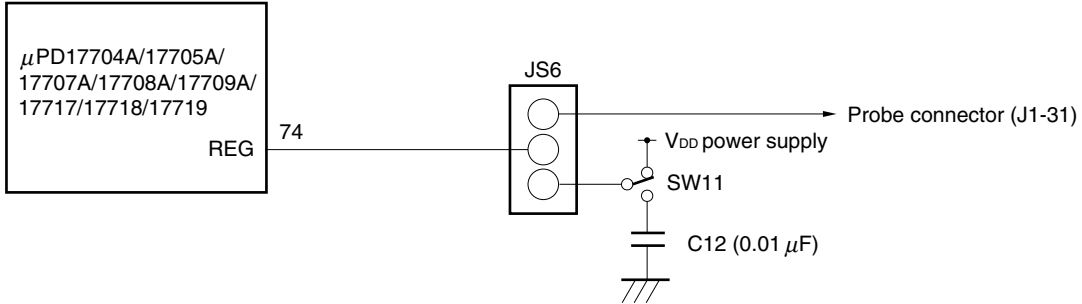 μPD17704A/17705A/
17707A/17708A/17709A/
17717/17718/17719
REG
74
JS6
Probe connector (J1-31)
VDD power supply
SW11
C12 (0.01 μF)